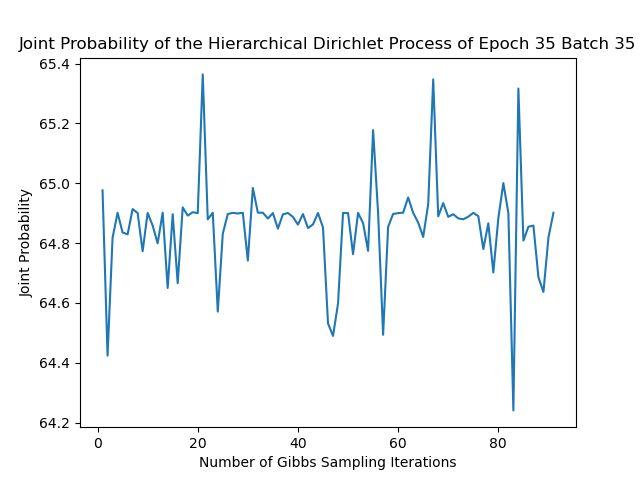 Joint Probability of the Hierarchical Dirichlet Process of Epoch 35 Batch 35
65.4
65.2
65.0
64.8
64.6
64.4
64.2
Joint Probability
0 20 40 60 80
Number of Gibbs Sampling Iterations